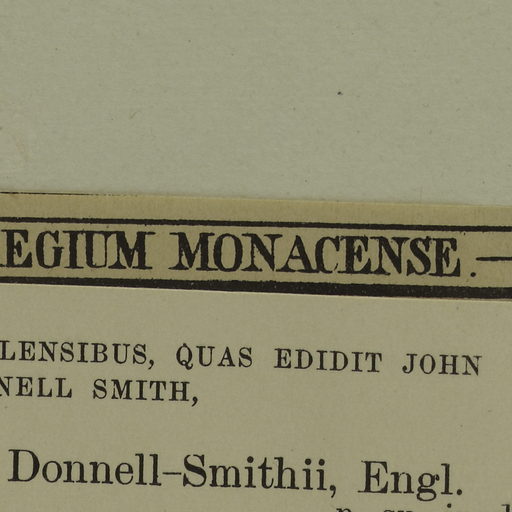 EGIUM MONACENSE.—
LENSIBUS, QUAS EDIDIT JOHN
NELL SMITH,
Donnell-Smithii, Engl.